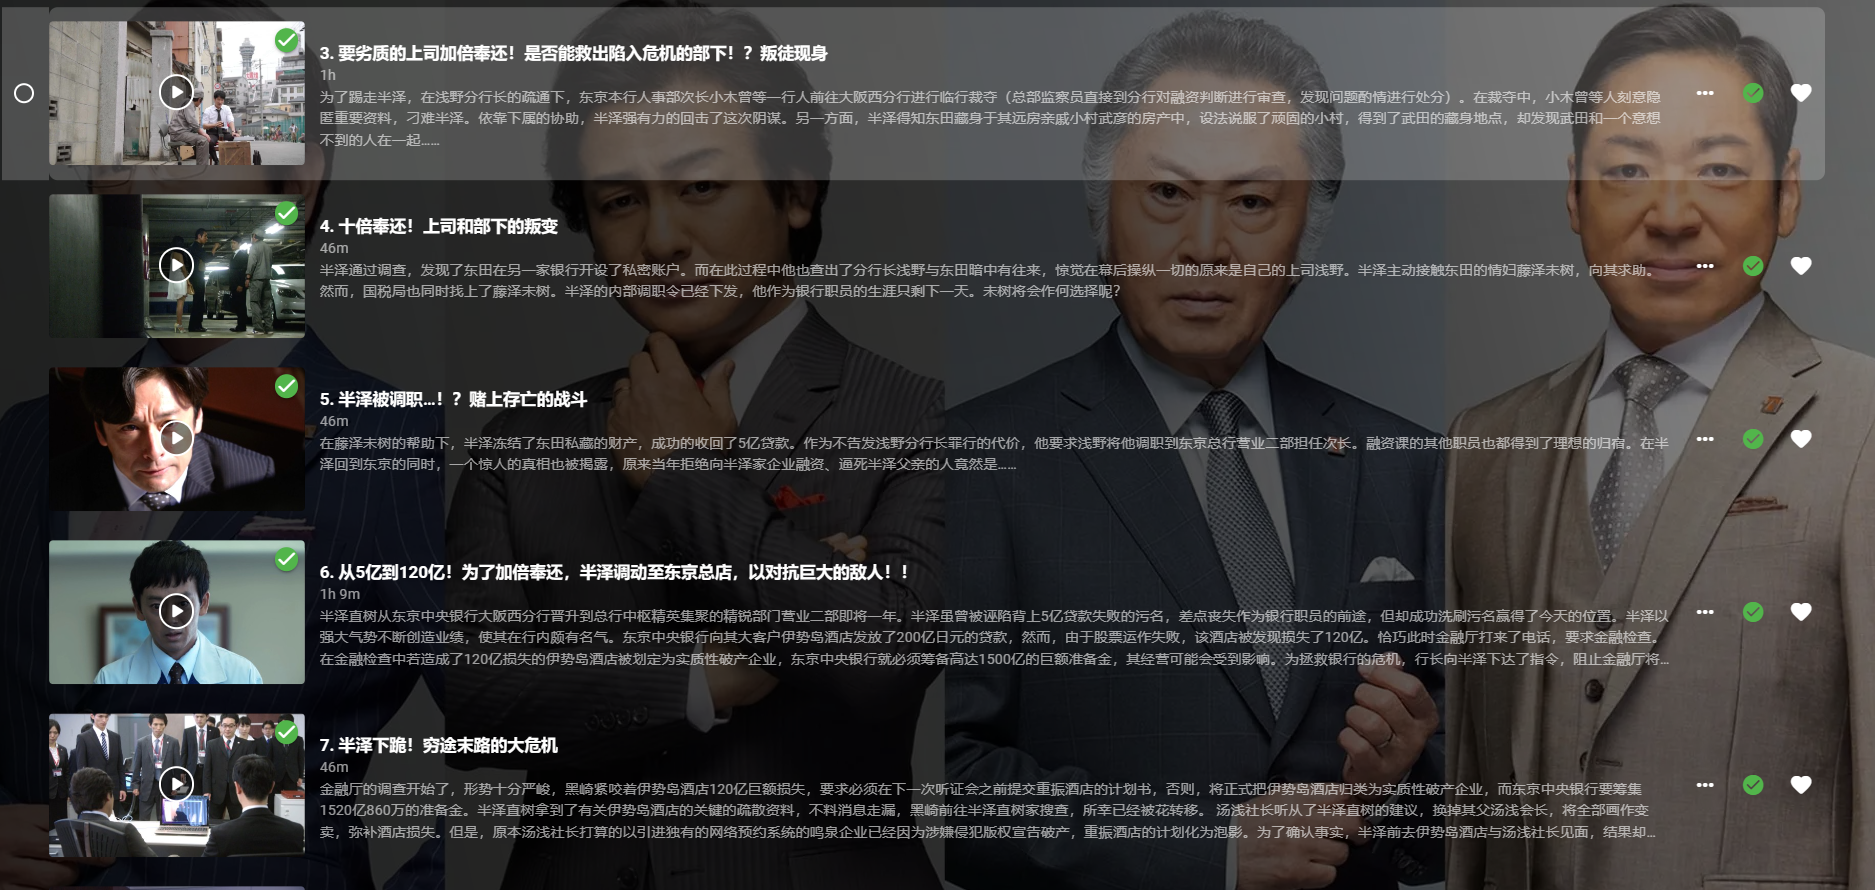 3. 要劣质的上司加倍奉还！是否能救出陷入危机的部下！？叛徒现身
1h
为了踢走半泽，在浅野分行长的疏通下，东京本行人事部次长小木曾等一行人前往大阪西分行进行临行裁夺（总部监察员直接到分行对融资判断进行审查，发现问题酌情进行处分）。在裁夺中，小木曾等人刻意隐
匿重要资料，刁难半泽。依靠下属的协助，半泽强有力的回击了这次阴谋。另一方面，半泽得知东田藏身于其远房亲戚小村武彦的房产中，设法说服了顽固的小村，得到了武田的藏身地点，却发现武田和一个意想
不到的人在一起......
4. 十倍奉还！上司和部下的叛变
46m
半泽通过调查，发现了东田在另一家银行开设了私密账户。而在此过程中他也查出了分行长浅野与东田暗中有往来，惊觉在幕后操纵一切的原来是自己的上司浅野。半泽主动接触东田的情妇藤泽未树，向其求助。
然而，国税局也同时找上了藤泽未树。半泽的内部调职令已经下发，他作为银行职员的生涯只剩下一天。未树将会作何选择呢？
5. 半泽被调职...！？赌上存亡的战斗
46m
在藤泽未树的帮助下，半泽冻结了东田私藏的财产，成功的收回了5亿贷款。作为不告发浅野分行长罪行的代价，他要求浅野将他调职到东京总行营业二部担任次长。融资课的其他职员也都得到了理想的归宿。在半
泽回到东京的同时，一个惊人的真相也被揭露，原来当年拒绝向半泽家企业融资、逼死半泽父亲的人竟然是......
6. 从5亿到120亿！为了加倍奉还，半泽调动至东京总店，以对抗巨大的敌人！！
1h 9m
半泽直树从东京中央银行大阪西分行晋升到总行中枢精英集聚的精锐部门营业二部即将一年。半泽虽曾被诬陷背上5亿贷款失败的污名，差点丧失作为银行职员的前途，但却成功洗刷污名赢得了今天的位置。半泽以
强大气势不断创造业绩，使其在行内颇有名气。东京中央银行向其大客户伊势岛酒店发放了200亿日元的贷款，然而，由于股票运作失败，该酒店被发现损失了120亿。恰巧此时金融厅打来了电话，要求金融检查。
在金融检查中若造成了120亿损失的伊势岛酒店被划定为实质性破产企业，东京中央银行就必须筹备高达1500亿的巨额准备金，其经营可能会受到影响。为拯救银行的危机，行长向半泽下达了指令，阻止金融厅将...
7. 半泽下跪！穷途末路的大危机
46m
金融厅的调查开始了，形势十分严峻，黑崎紧咬着伊势岛酒店120亿巨额损失，要求必须在下一次听证会之前提交重振酒店的计划书，否则，将正式把伊势岛酒店归类为实质性破产企业，而东京中央银行要筹集
1520亿860万的准备金。半泽直树拿到了有关伊势岛酒店的关键的疏散资料，不料消息走漏，黑崎前往半泽直树家搜查，所幸已经被花转移。 汤浅社长听从了半泽直树的建议，换掉其父汤浅会长，将全部画作变
卖，弥补酒店损失。但是，原本汤浅社长打算的以引进独有的网络预约系统的鸣泉企业已经因为涉嫌侵犯版权宣告破产，重振酒店的计划化为泡影。为了确认事实，半泽前去伊势岛酒店与汤浅社长见面，结果却...